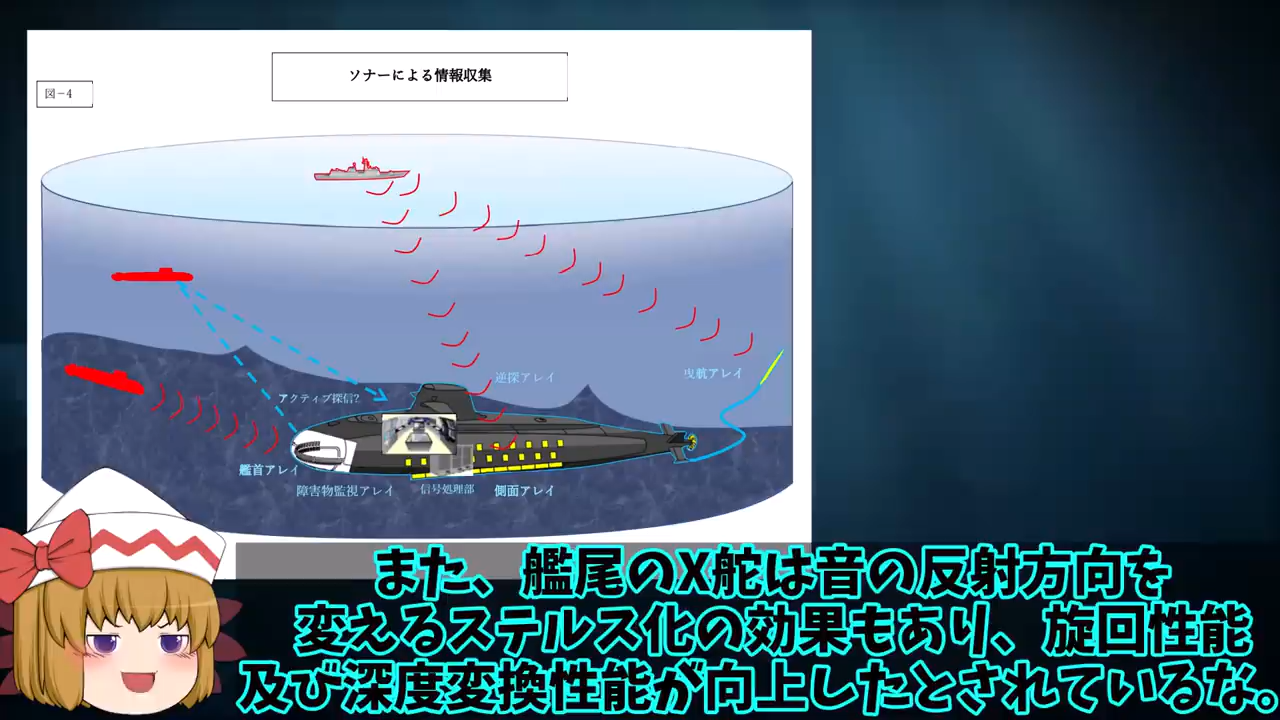 ソナーによる情報収集
図－4
逆探アレイ
曳航アレイ
アクティブ探信?
艦首アレイ
障害物監視アレイ
信号処理部
側面アレイ
また、艦尾のX舵は音の反射方向を
変えるステルス化の効果もあり、旋回性能
及び深度変換性能が向上したとされているな。